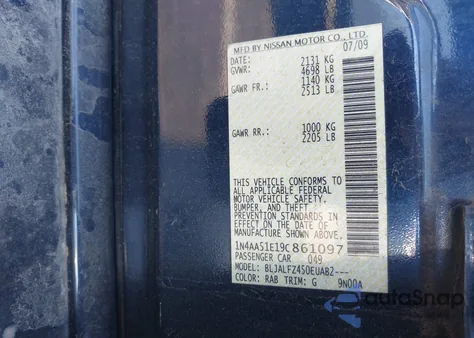 MFD BY NISSAN MOTOR CO., LTD.
DATE: 07/09
GVWR: 2131 KG
4698 LB
GAWR FR.: 1140 KG
2513 LB
GAWR RR.: 1000 KG
2205 LB
THIS VEHICLE CONFORMS TO
ALL APPLICABLE FEDERAL
MOTOR VEHICLE SAFETY,
BUMPER, AND THEFT
PREVENTION STANDARDS
IN EFFECT ON THE
DATE OF MANUFACTURE
SHOWN ABOVE.
1N4AA51E19C861097
PASSENGER CAR 049
MODEL: BLJALFZ450EUAB2---
COLOR: RAB TRIM: G 9N00A
autoSnap